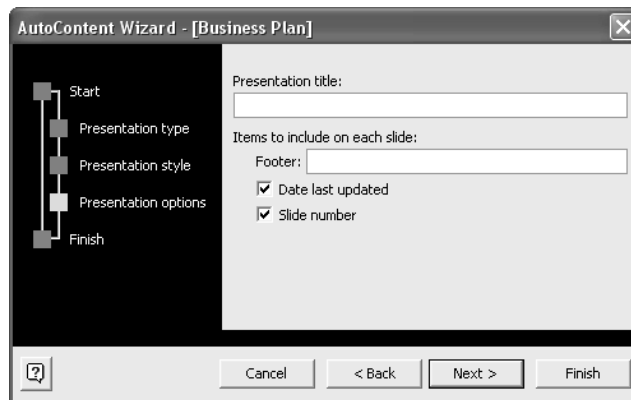 AutoContent Wizard - [Business Plan]
Start
Presentation type
Presentation style
Presentation options
Finish
Presentation title:
Items to include on each slide:
Footer:
Date last updated
Slide number
Cancel
< Back
Next >
Finish